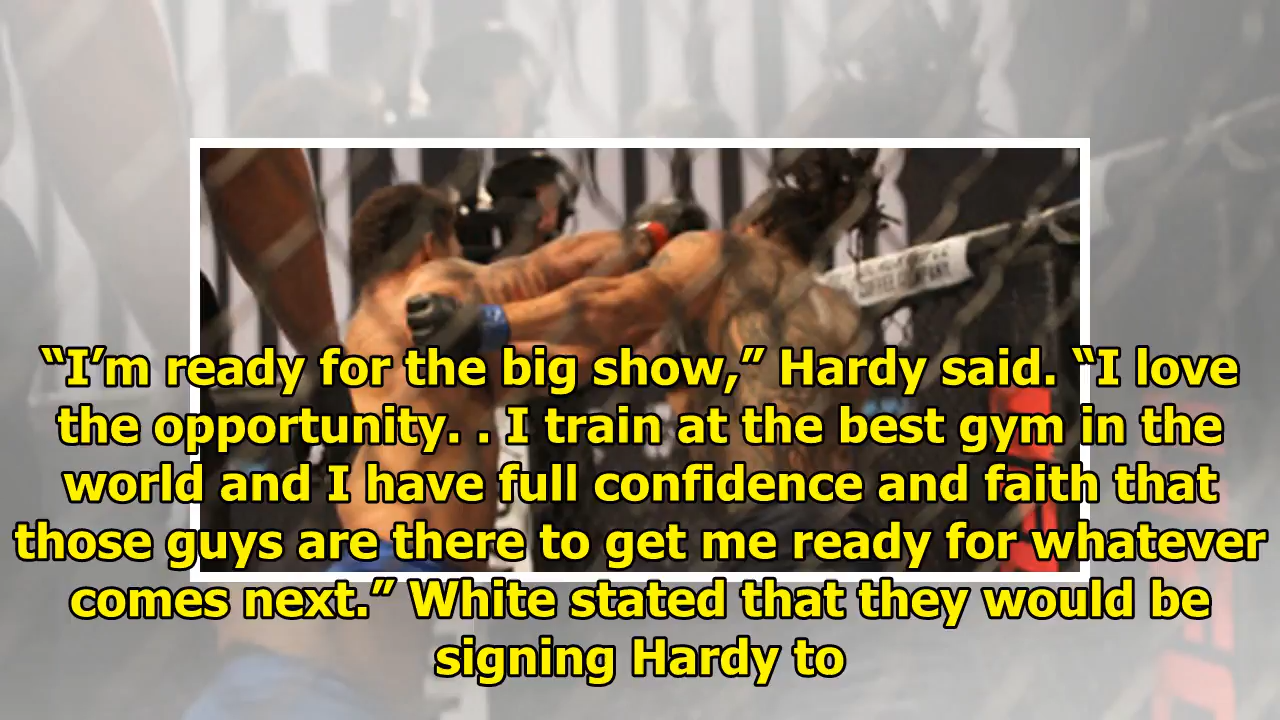 “I’m ready for the big show,” Hardy said. “I love
the opportunity. . I train at the best gym in the
world and I have full confidence and faith that
those guys are there to get me ready for whatever
comes next.” White stated that they would be
signing Hardy to